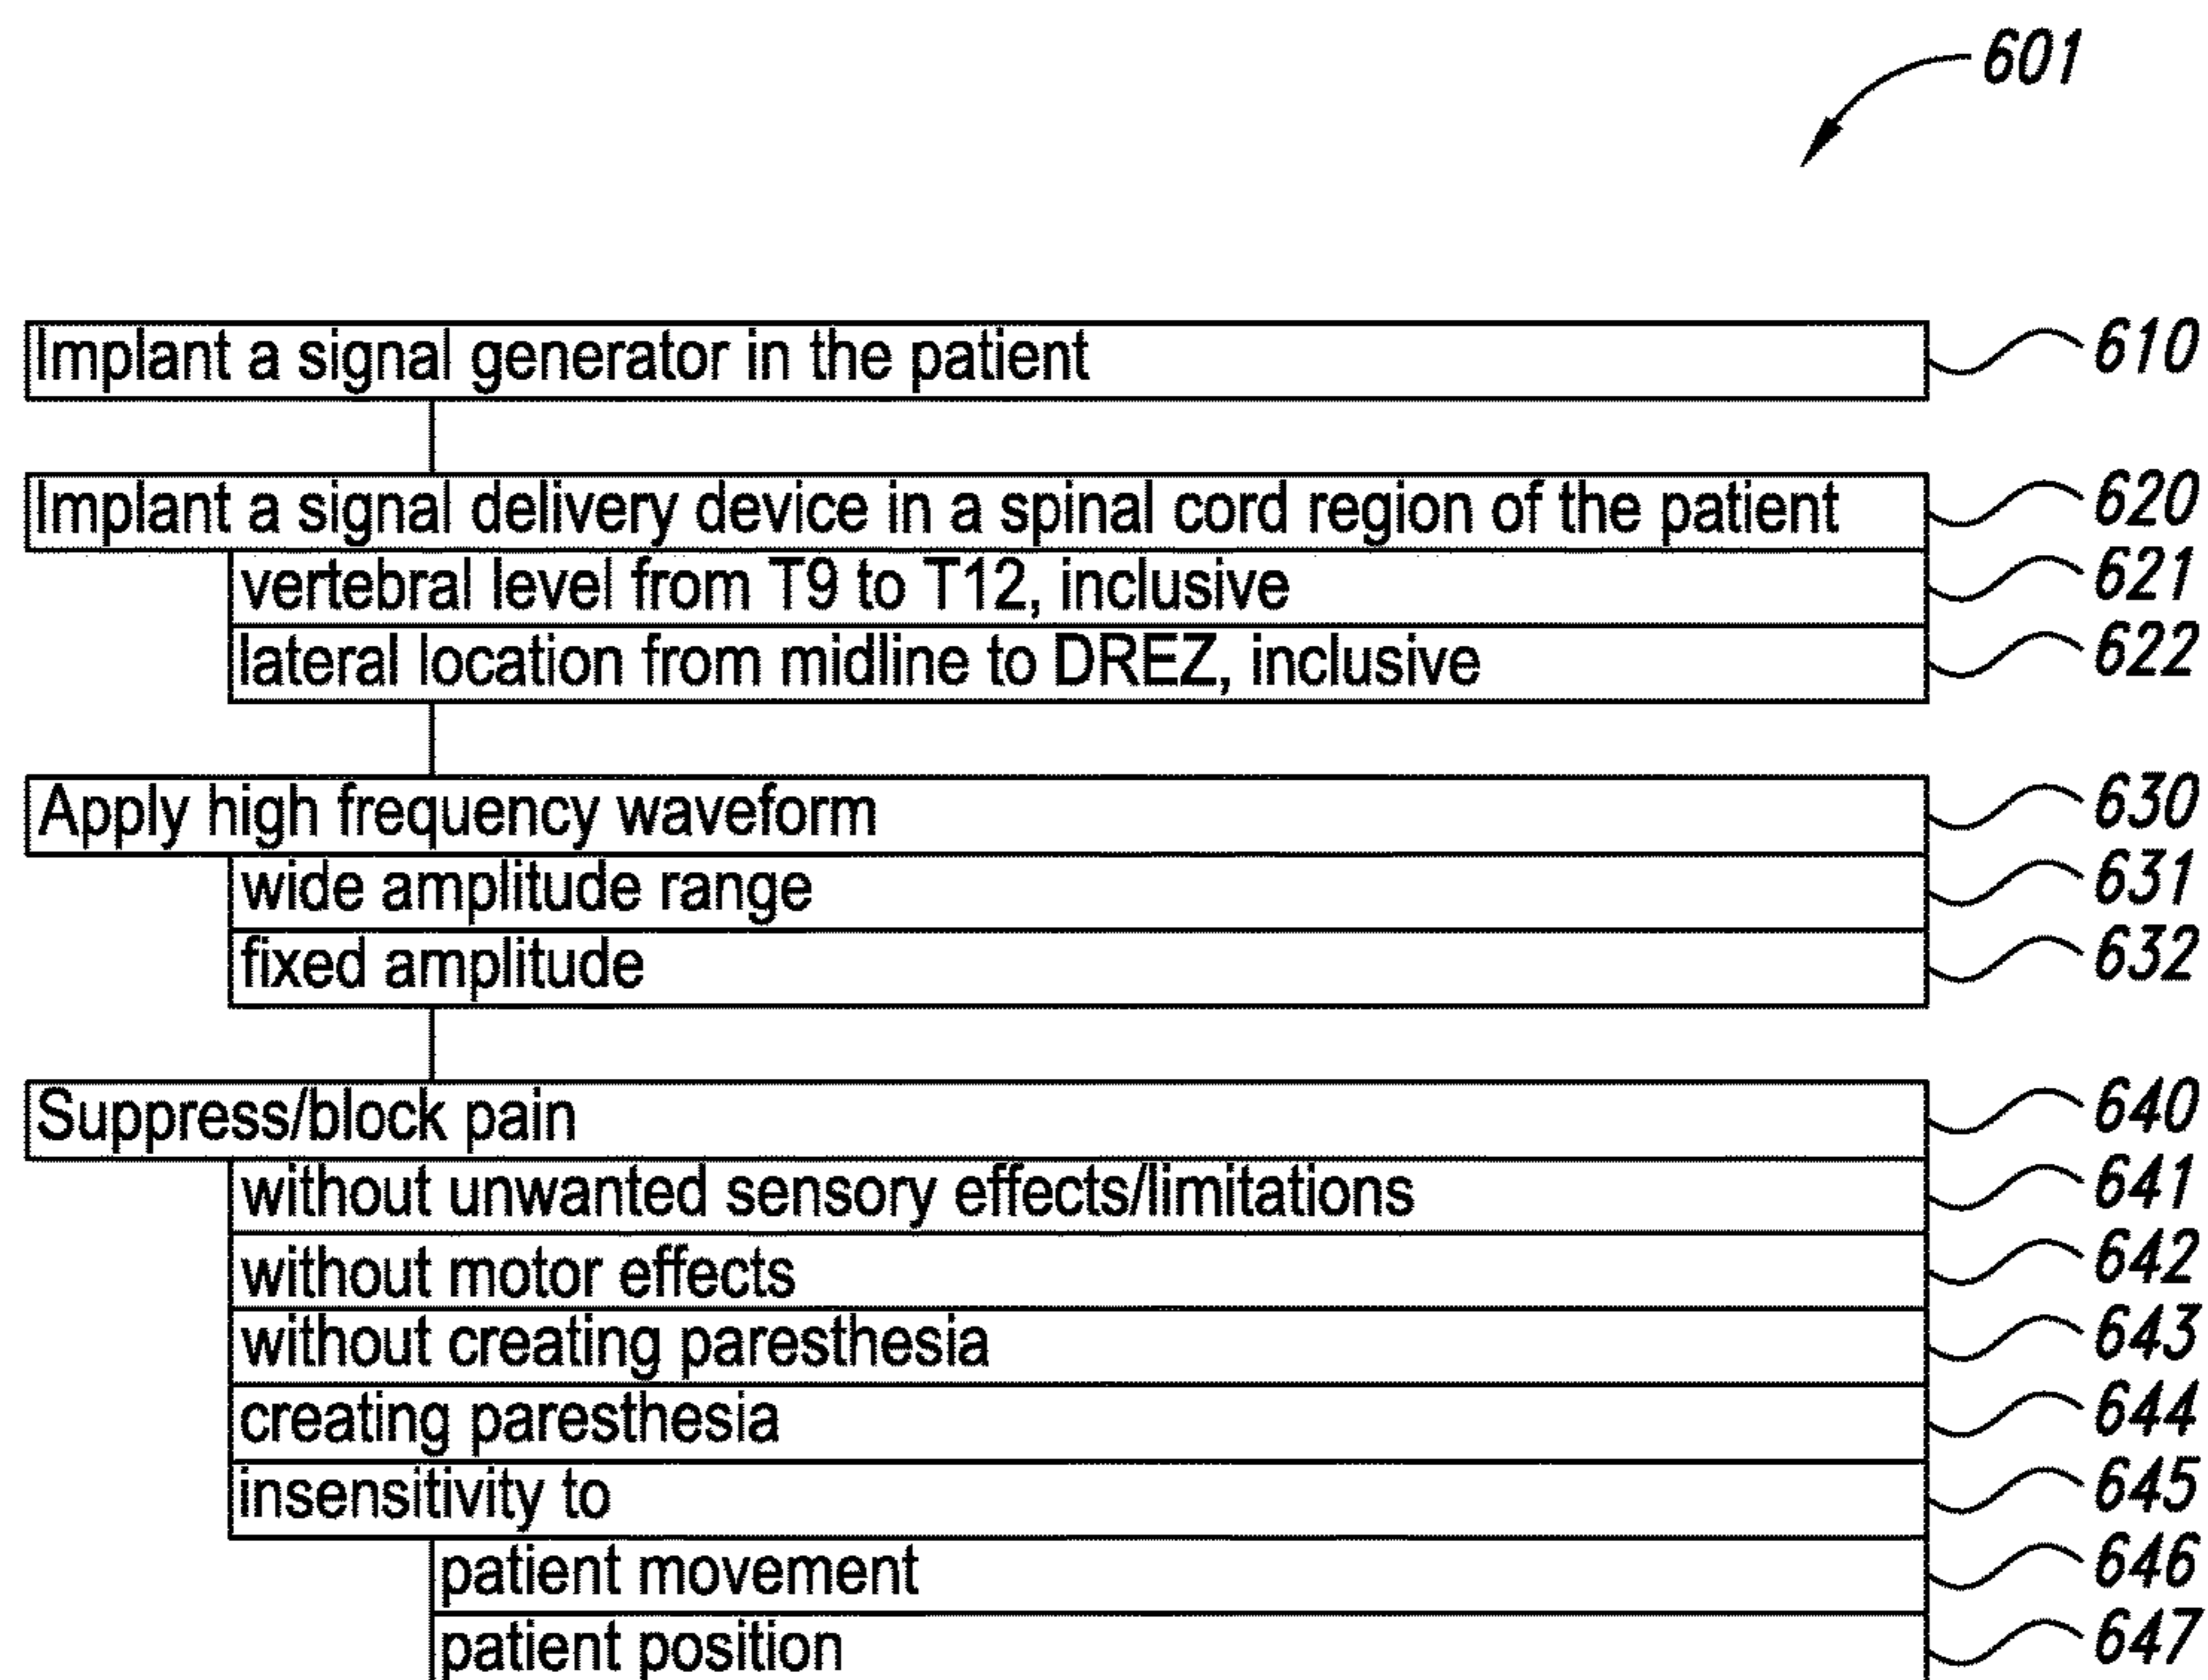 601
Implant a signal generator in the patient 610
Implant a signal delivery device in a spinal cord region of the patient 620
vertebral level from T9 to T12, inclusive 621
lateral location from midline to DREZ, inclusive 622
Apply high frequency waveform 630
wide amplitude range 631
fixed amplitude 632
Suppress/block pain 640
without unwanted sensory effects/limitations 641
without motor effects 642
without creating paresthesia 643
creating paresthesia 644
insensitivity to 645
patient movement 646
patient position 647